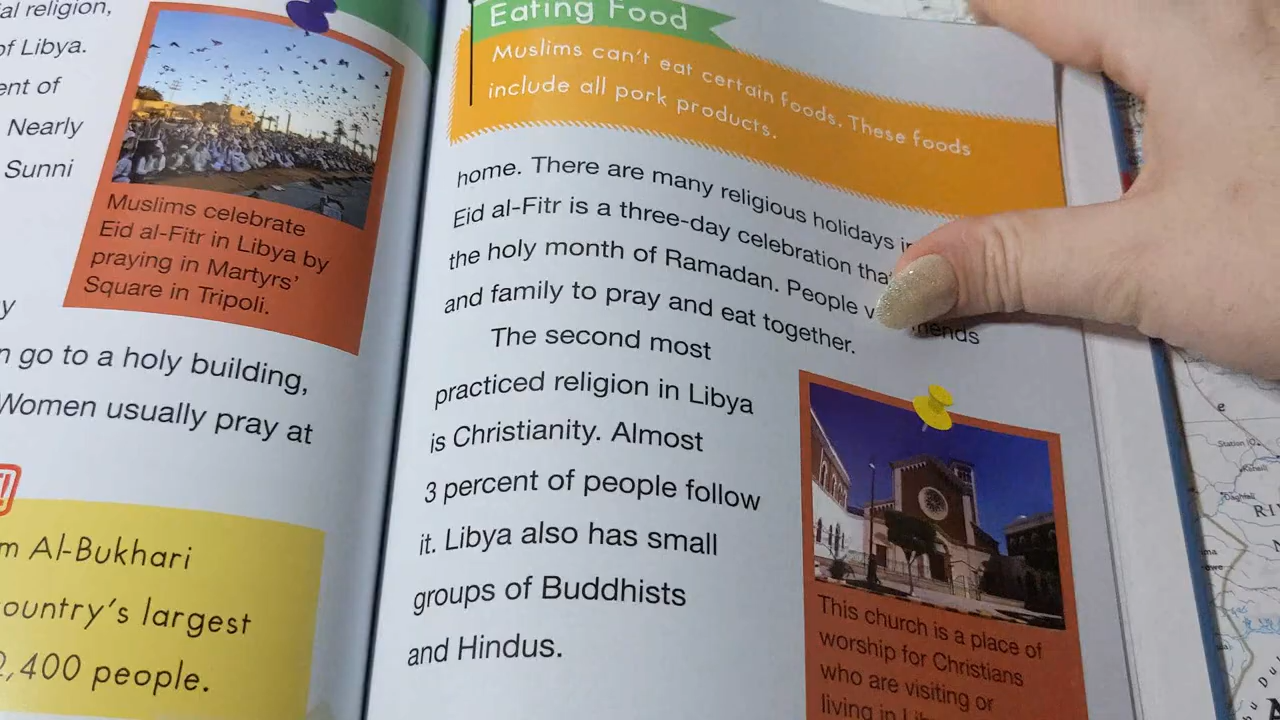 religion,
of Libya.
of
Nearly
Sunni
Muslims celebrate
Eid al-Fitr in Libya by
praying in Martyrs'
Square in Tripoli.
go to a holy building,
Women usually pray at
Al-Bukhari
country's largest
2,400 people.
Eating Food
Muslims can't eat certain foods. These foods
include all pork products.
home. There are many religious holidays
Eid al-Fitr is a three-day celebration
the holy month of Ramadan. People
and family to pray and eat together.
The second most
practiced religion in Libya
is Christianity. Almost
3 percent of people follow
it. Libya also has small
groups of Buddhists
and Hindus.
This church is a place of
worship for Christians
who are visiting or
living in
Station